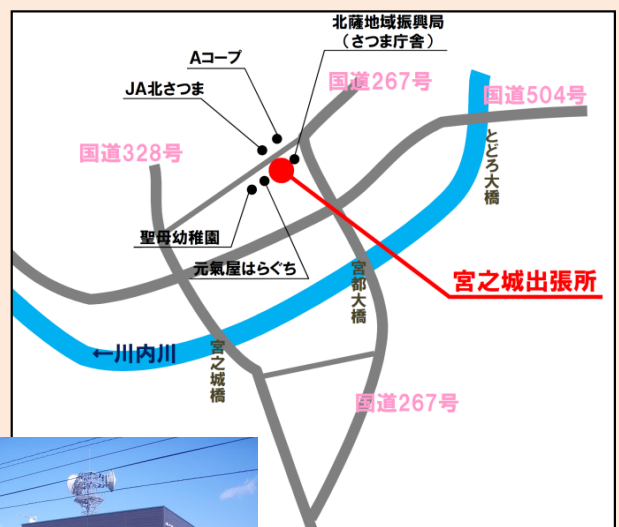 北薩地域振興局
（さつま庁舎）
Aコープ
JA北さつま
国道267号
国道504号
国道328号
とどろ大橋
聖母幼稚園
元氣屋はらぐち
宮都大橋
宮之城出張所
←川内川
宮之城橋
国道267号